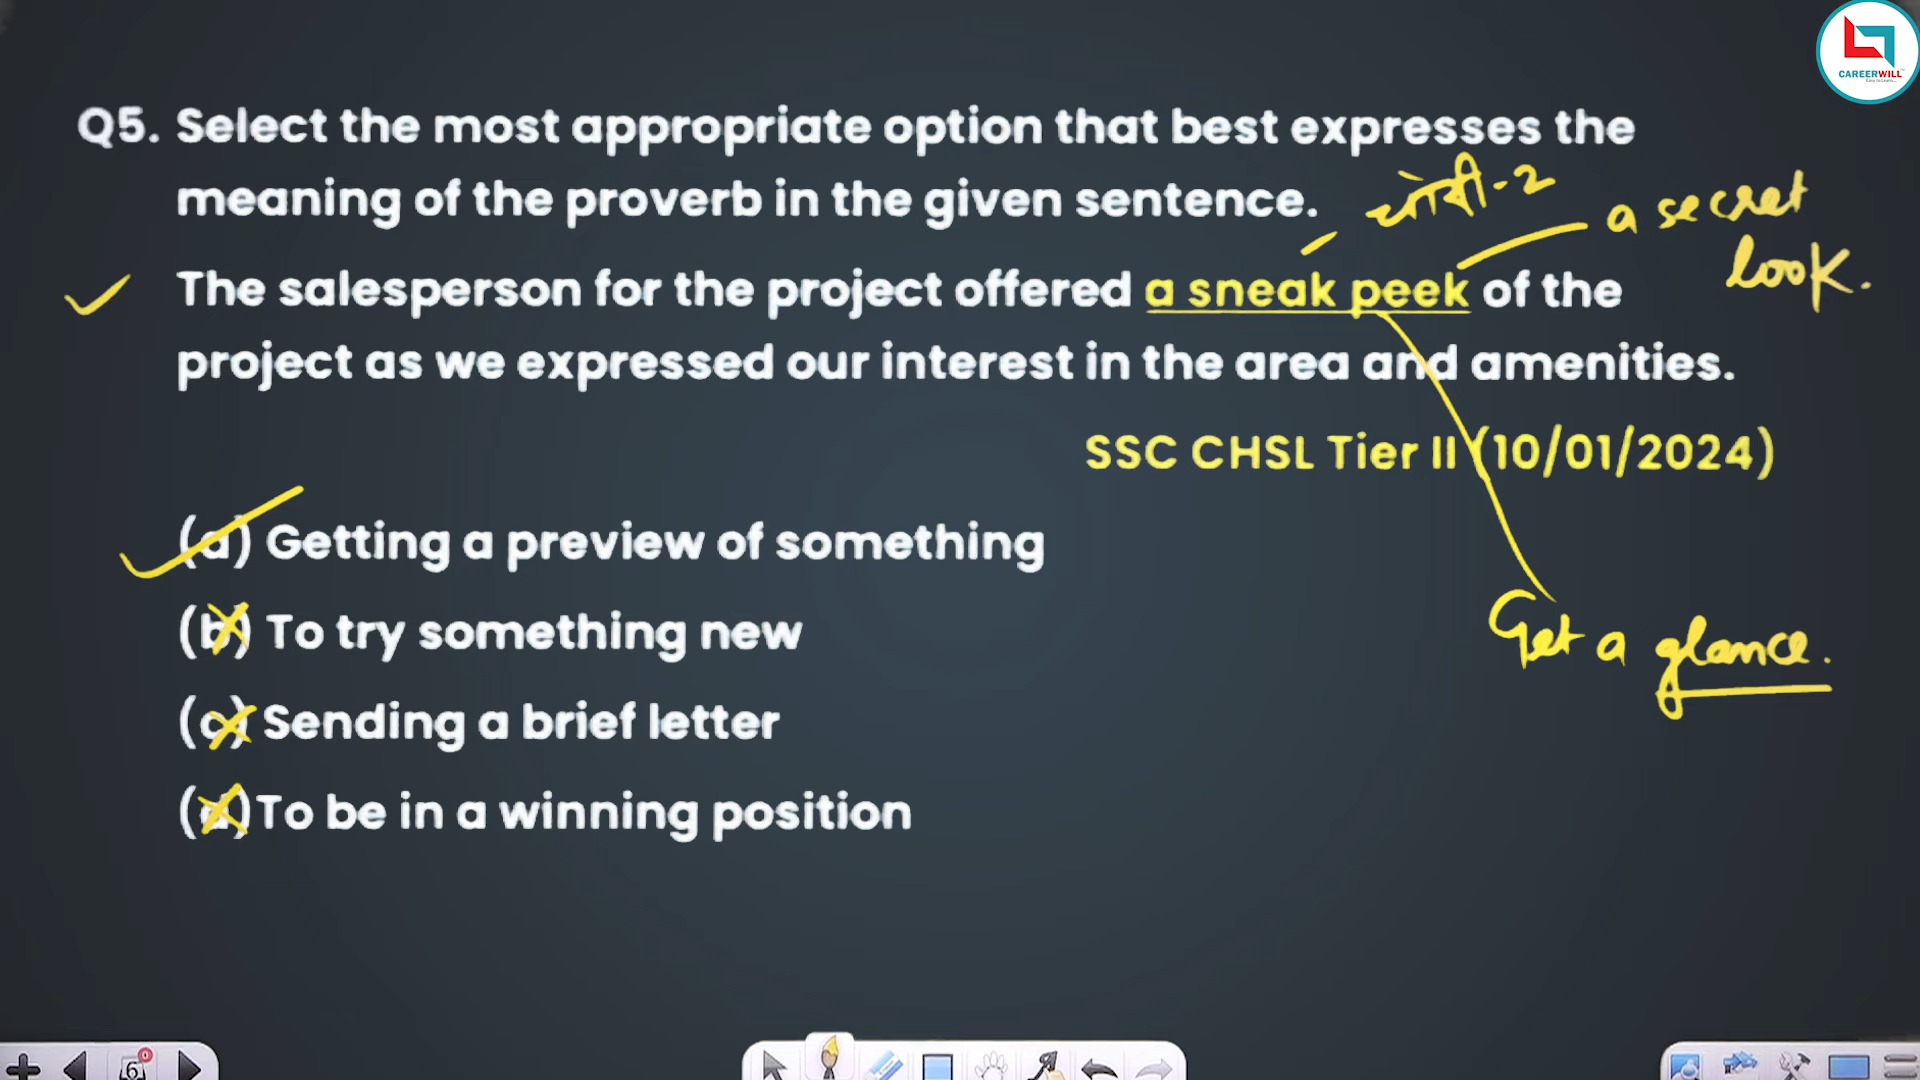 CAREERWILL
Q5. Select the most appropriate option that best expresses the
meaning of the proverb in the given sentence.
a secret
look.
The salesperson for the project offered a sneak peek of the
project as we expressed our interest in the area and amenities.
SSC CHSL Tier II (10/01/2024)
(a) Getting a preview of something
(b) To try something new
Get a glance.
(c) Sending a brief letter
(d) To be in a winning position
6